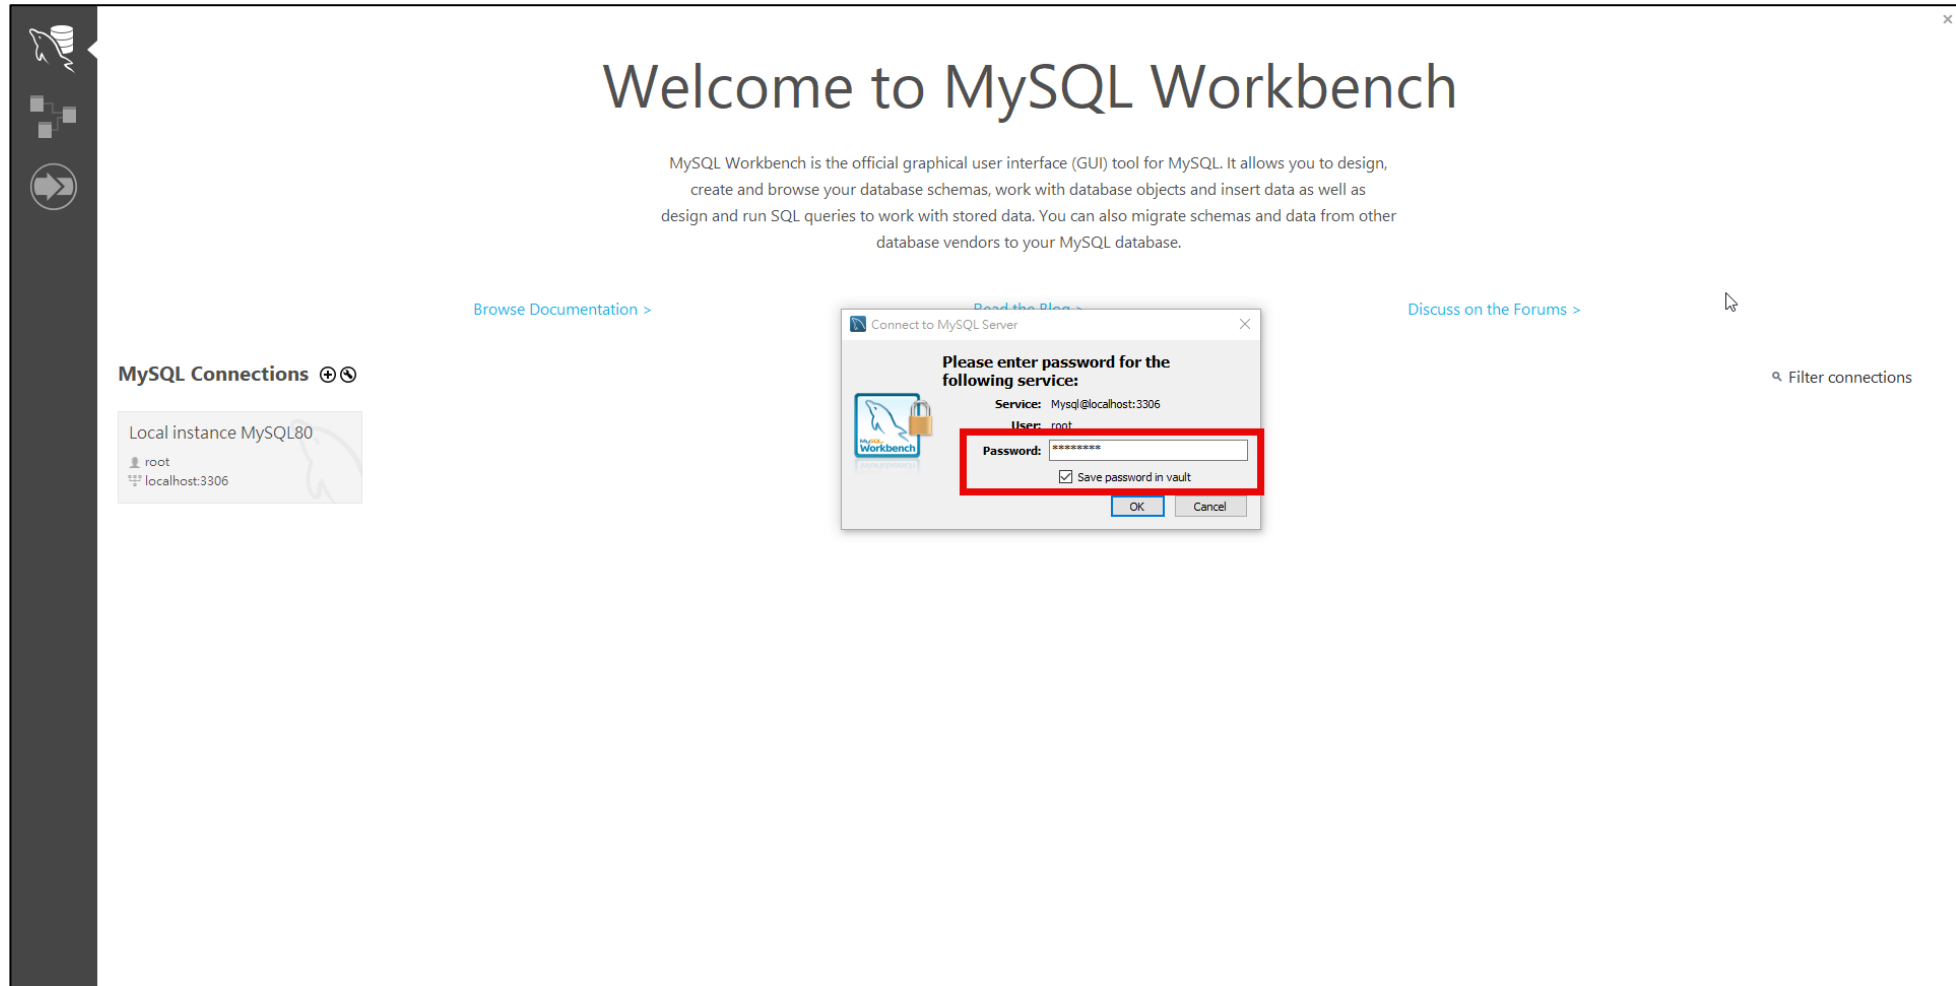 Welcome to MySQL Workbench
MySQL Workbench is the official graphical user interface (GUI) tool for MySQL. It allows you to design,
create and browse your database schemas, work with database objects and insert data as well as
design and run SQL queries to work with stored data. You can also migrate schemas and data from other
database vendors to your MySQL database.
Browse Documentation >
Read the Blog >
Discuss on the Forums >
MySQL Connections
Filter connections
Local instance MySQL80
root
localhost:3306
Connect to MySQL Server
Please enter password for the
following service:
Service: Mysql@localhost:3306
User: root
Password: ********
Save password in vault
OK Cancel
MySQL
Workbench